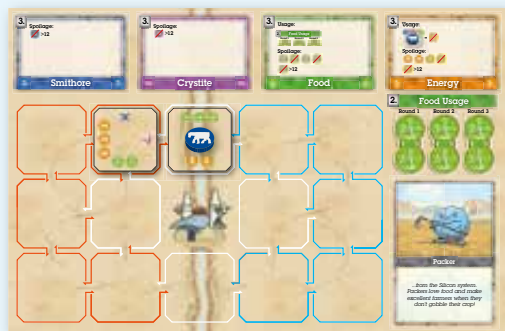 3.
Spoilage:
>12
Smithore
3.
Spoilage:
>12
Crystite
3.
Usage:
Food Usage
Spoilage:
>12
Food
3.
Usage:
Spoilage:
>12
Energy
2.
Food Usage
Round 1 Round 2 Round 3
Packer
...from the Silicon system.
Packers love food and make
excellent farmers when they
don't gobble their crop!